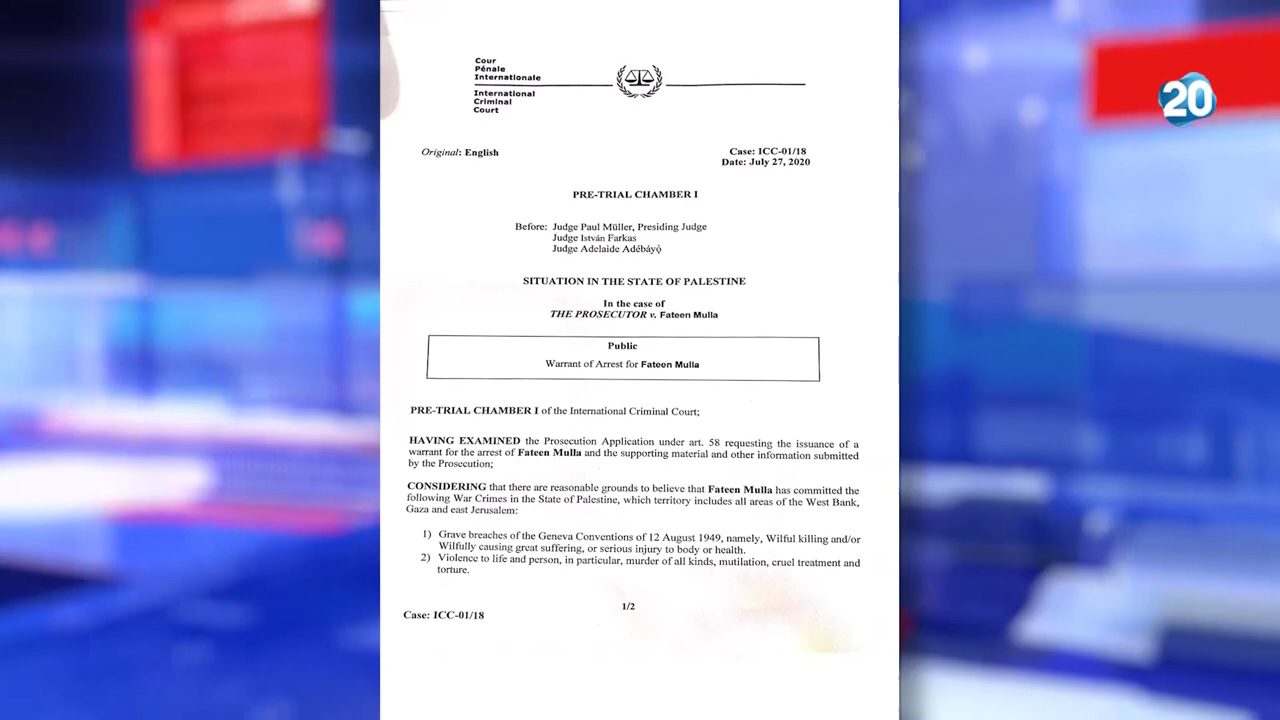 Cour
Pénale
Internationale
International
Criminal
Court
20
Original: English
Case: ICC-01/18
Date: July 27, 2020
PRE-TRIAL CHAMBER I
Before: Judge Paul Müller, Presiding Judge
Judge István Farkas
Judge Adelaide Adébáyọ̀
SITUATION IN THE STATE OF PALESTINE
In the case of
THE PROSECUTOR v. Fateen Mulla
Public
Warrant of Arrest for Fateen Mulla
PRE-TRIAL CHAMBER I of the International Criminal Court;
HAVING EXAMINED the Prosecution Application under art. 58 requesting the issuance of a
warrant for the arrest of Fateen Mulla and the supporting material and other information submitted
by the Prosecution;
CONSIDERING that there are reasonable grounds to believe that Fateen Mulla has committed the
following War Crimes in the State of Palestine, which territory includes all areas of the West Bank,
Gaza and east Jerusalem:
1) Grave breaches of the Geneva Conventions of 12 August 1949, namely, Wilful killing and/or
Wilfully causing great suffering, or serious injury to body or health.
2) Violence to life and person, in particular, murder of all kinds, mutilation, cruel treatment and
torture.
1/2
Case: ICC-01/18